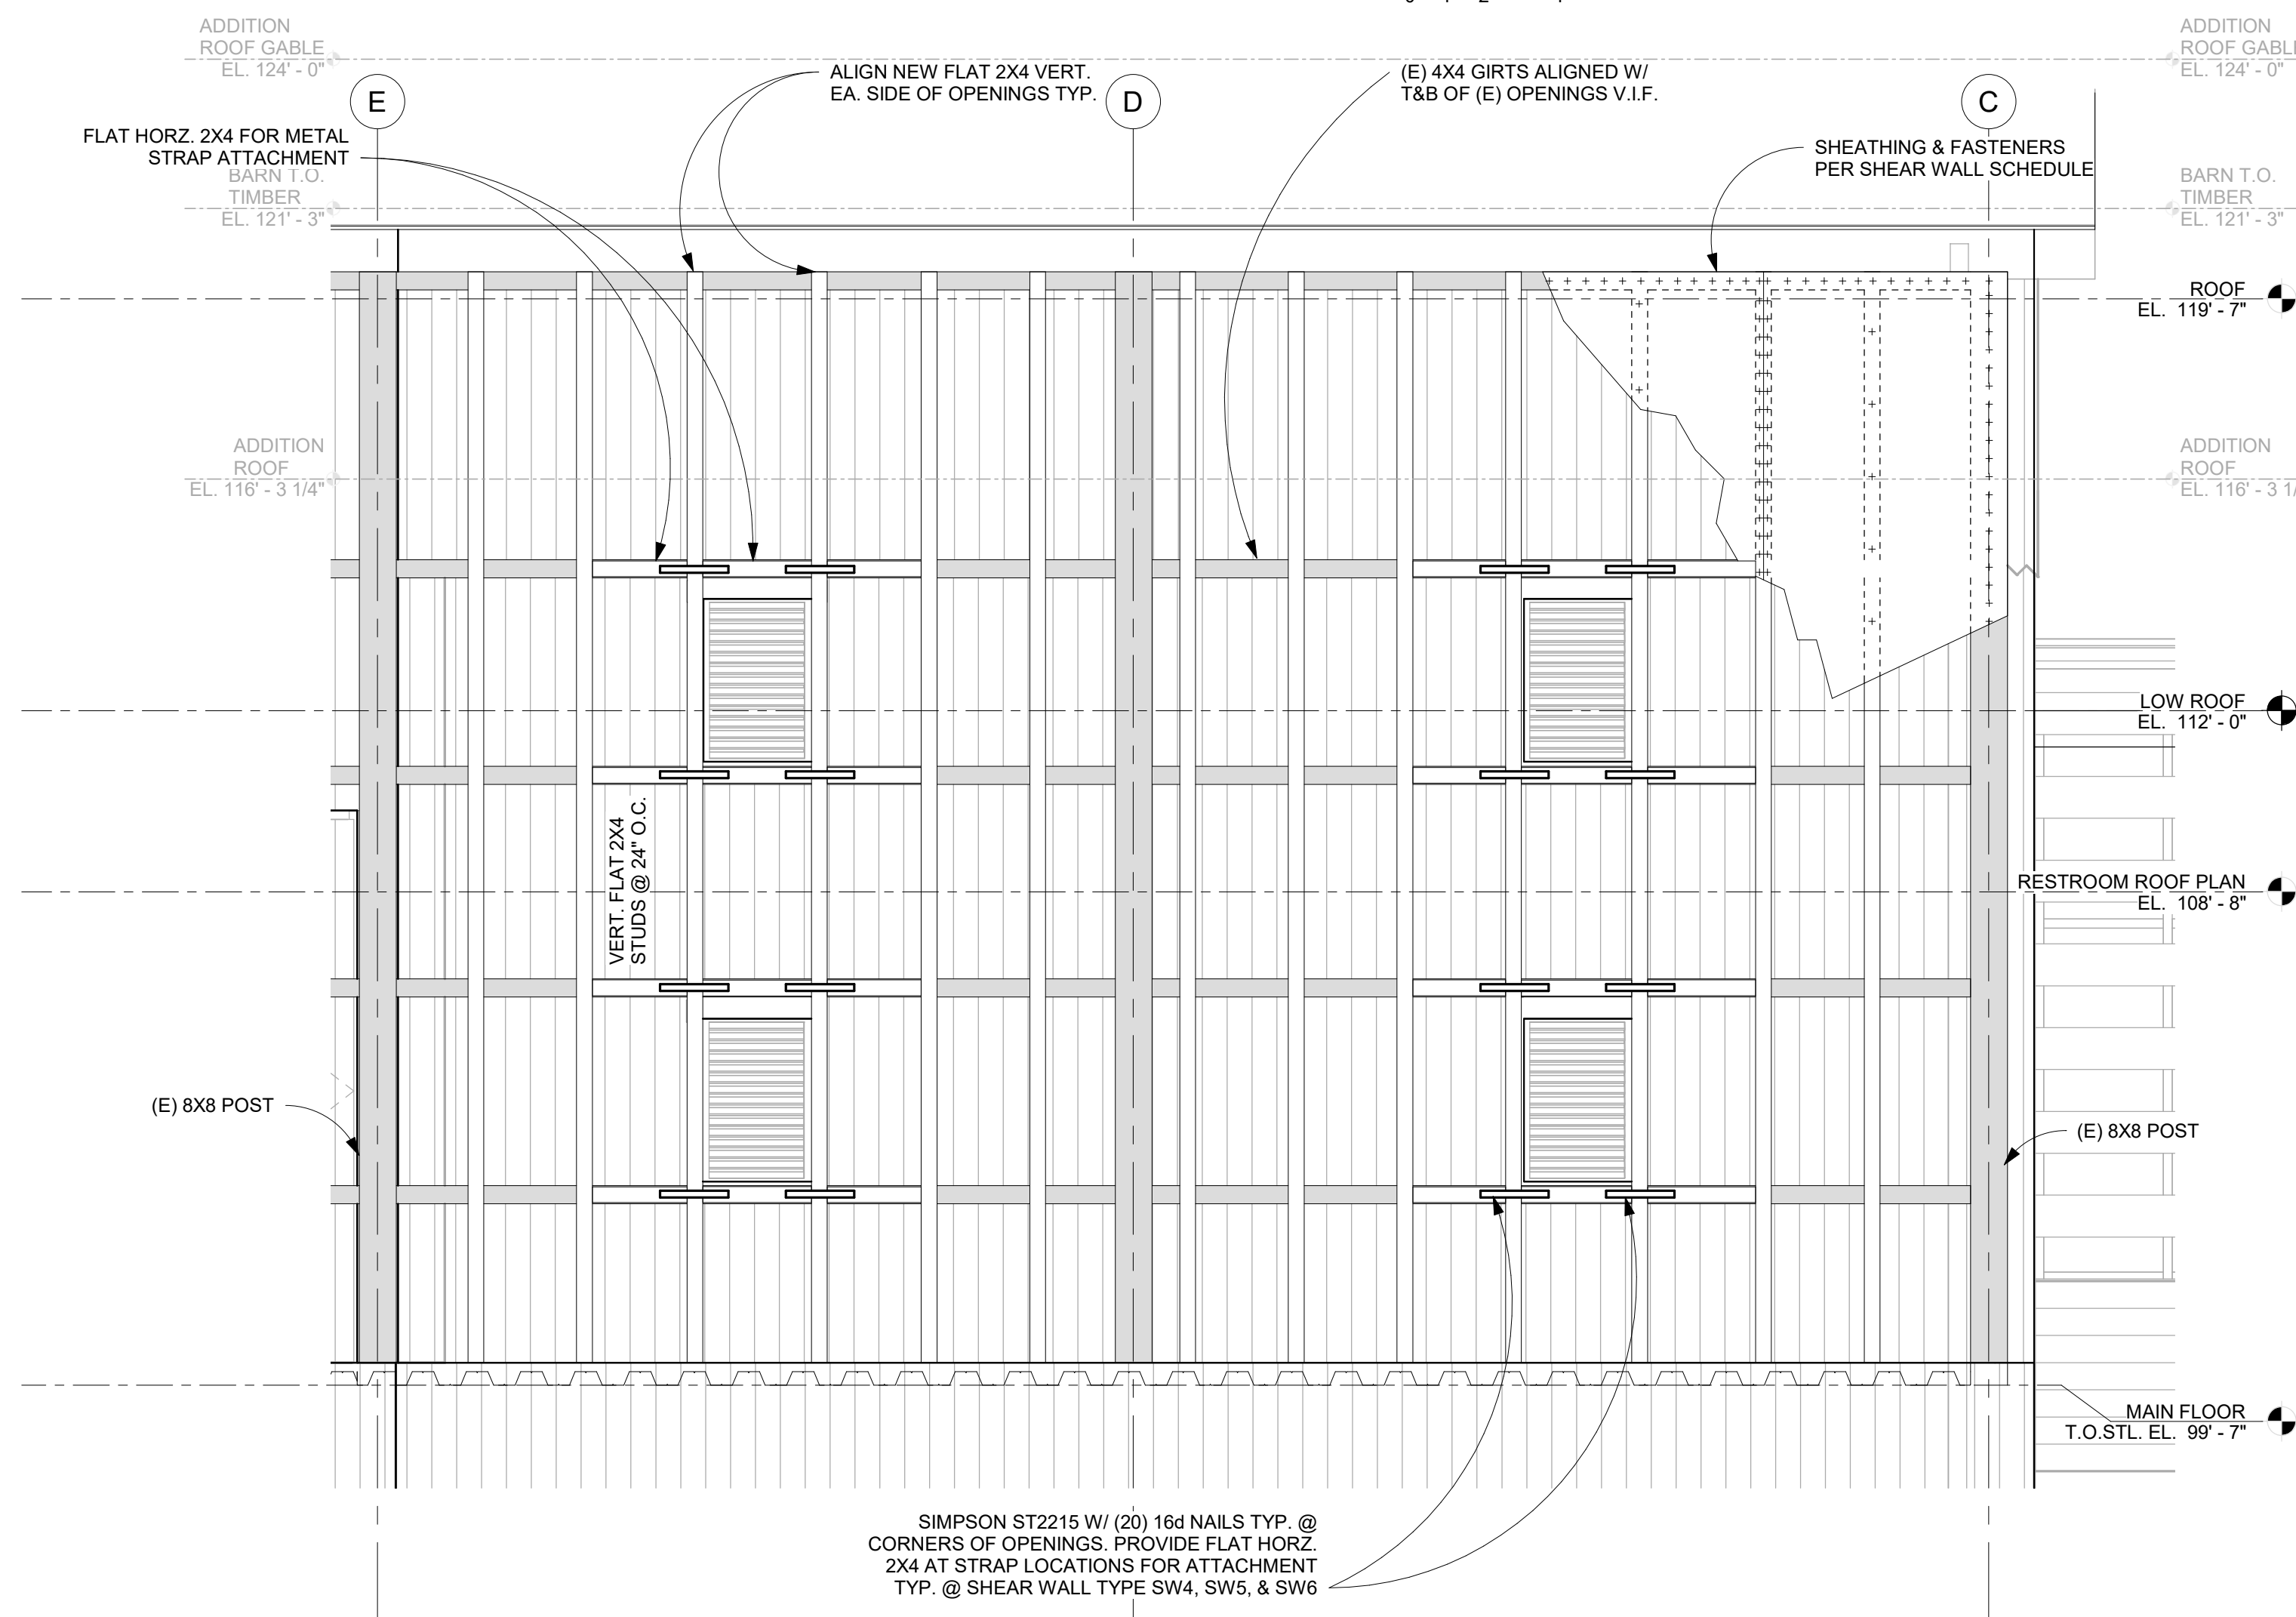 ADDITION
ROOF GABLE
EL. 124' - 0"
ADDITION
ROOF GABLE
EL. 124' - 0"
E
ALIGN NEW FLAT 2X4 VERT.
EA. SIDE OF OPENINGS TYP.
D
(E) 4X4 GIRTS ALIGNED W/
T&B OF (E) OPENINGS V.I.F.
C
FLAT HORZ. 2X4 FOR METAL
STRAP ATTACHMENT
SHEATHING & FASTENERS
PER SHEAR WALL SCHEDULE
BARN T.O.
TIMBER
EL. 121' - 3"
BARN T.O.
TIMBER
EL. 121' - 3"
ROOF
EL. 119' - 7"
ADDITION
ROOF
EL. 116' - 3 1/4"
ADDITION
ROOF
EL. 116' - 3 1/
LOW ROOF
EL. 112' - 0"
VERT. FLAT 2X4
STUDS @ 24" O.C.
RESTROOM ROOF PLAN
EL. 108' - 8"
(E) 8X8 POST
(E) 8X8 POST
MAIN FLOOR
T.O.STL. EL. 99' - 7"
SIMPSON ST2215 W/ (20) 16d NAILS TYP. @
CORNERS OF OPENINGS. PROVIDE FLAT HORZ.
2X4 AT STRAP LOCATIONS FOR ATTACHMENT
TYP. @ SHEAR WALL TYPE SW4, SW5, & SW6